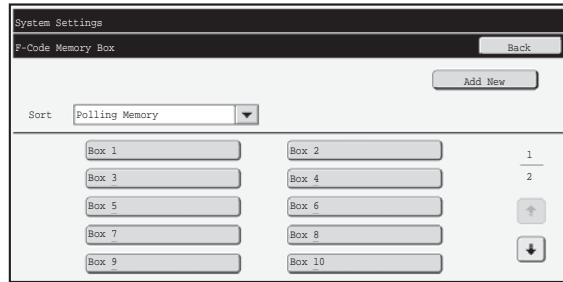 System Settings
F-Code Memory Box
Back
Add New
Sort
Polling Memory
Box 1
Box 2
1
Box 3
Box 4
2
Box 5
Box 6
Box 7
Box 8
Box 9
Box 10